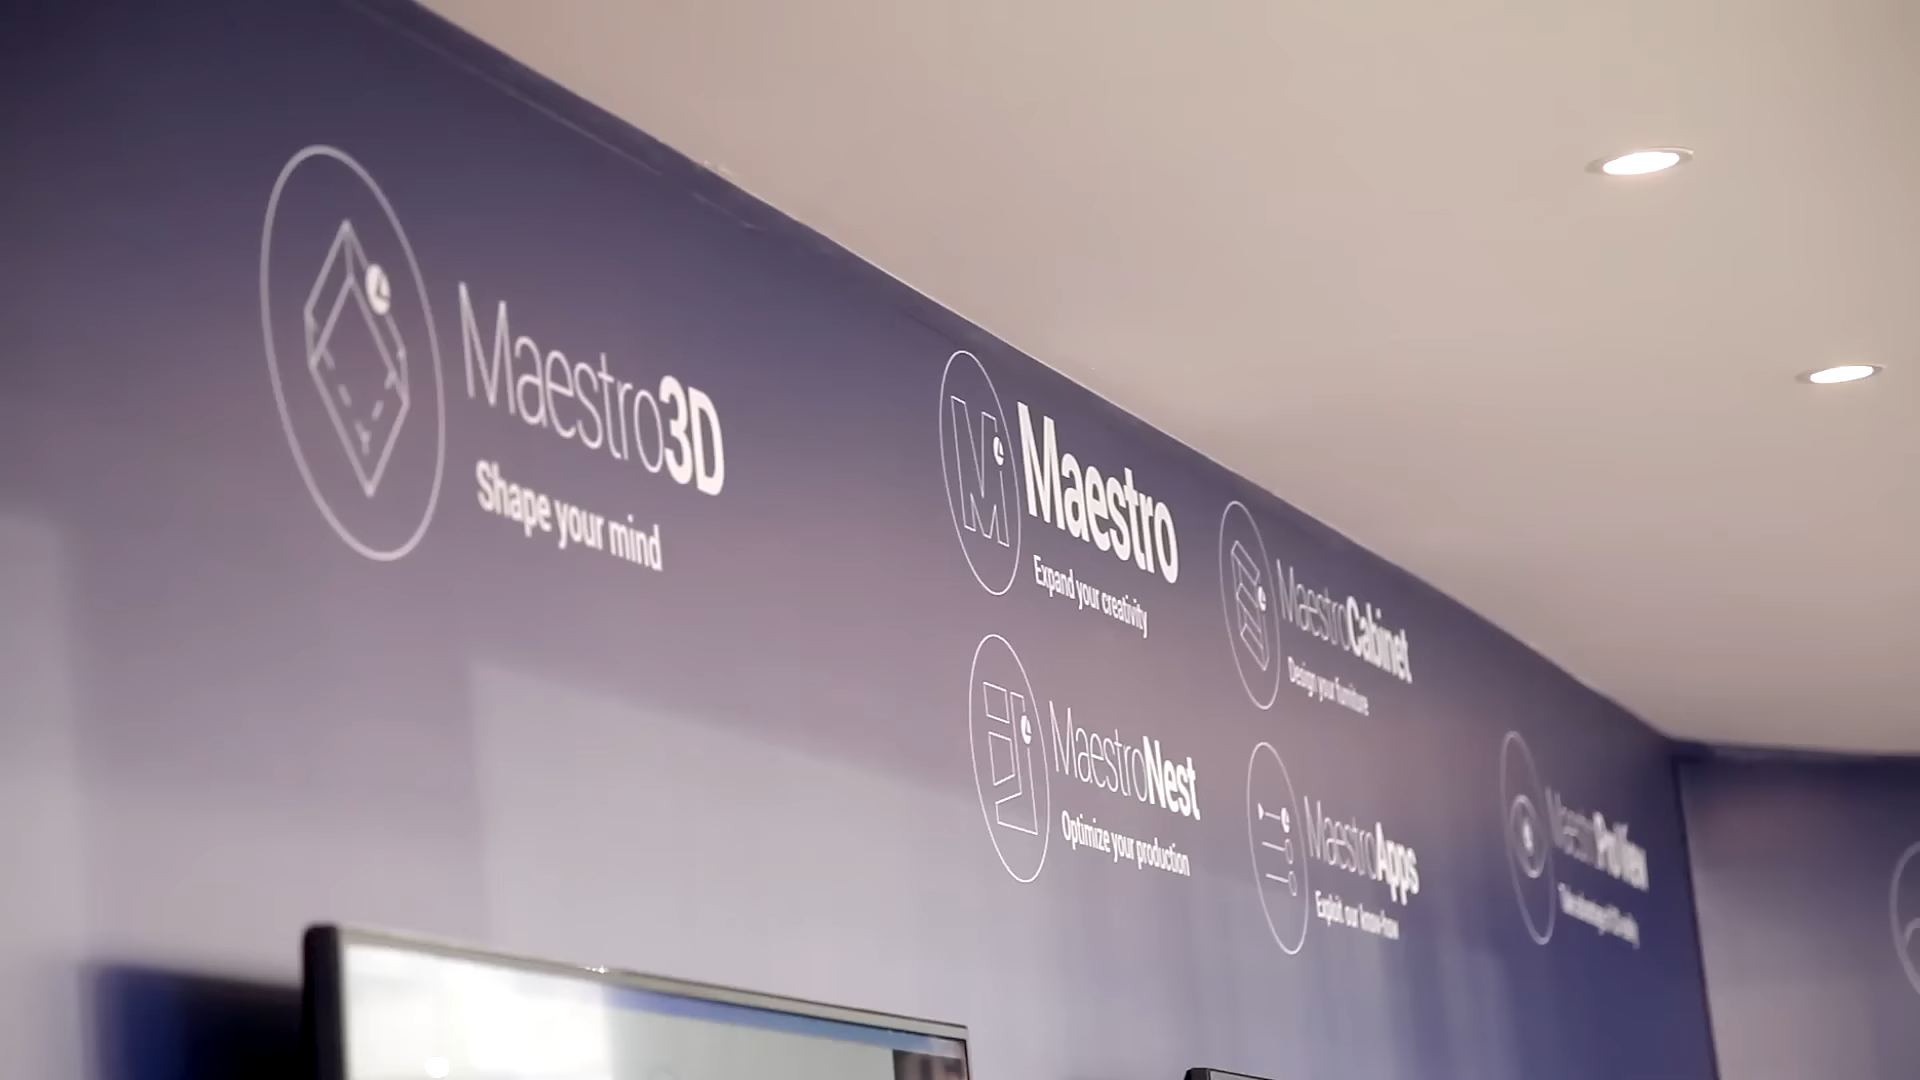 Maestro3D
Shape your mind
Maestro
Expand your creativity
MaestroCabinet
Design your furniture
MaestroNest
Optimize your production
MaestroApps
Exploit our know-how
Maestro